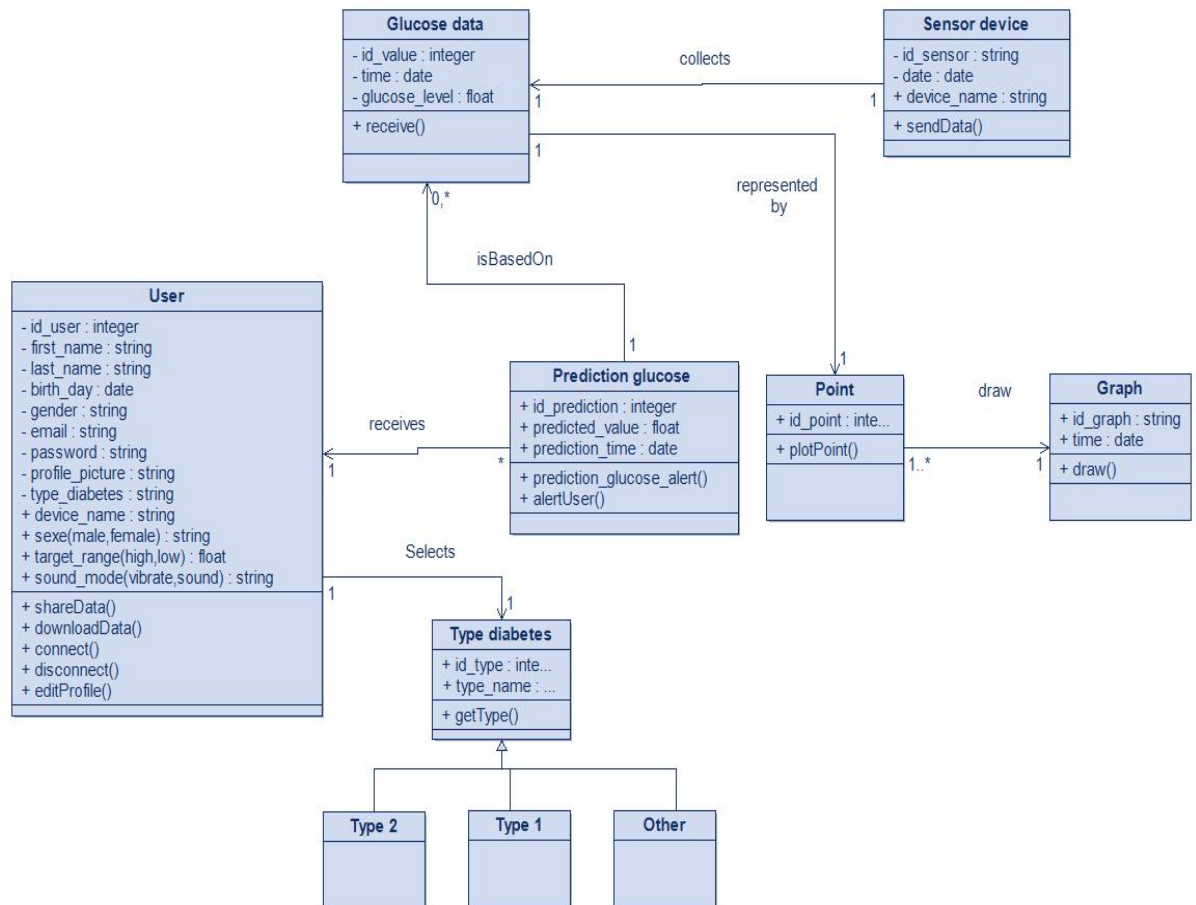 Glucose data
- id_value : integer
- time : date
- glucose_level : float
+ receive()
Sensor device
- id_sensor : string
- date : date
+ device_name : string
+ sendData()
collects
1
1
1
represented
by
1
0,*
isBasedOn
1
User
- id_user : integer
- first_name : string
- last_name : string
- birth_day : date
- gender : string
- email : string
- password : string
- profile_picture : string
- type_diabetes : string
+ device_name : string
+ sexe(male,female) : string
+ target_range(high,low) : float
+ sound_mode(vibrate,sound) : string
+ shareData()
+ downloadData()
+ connect()
+ disconnect()
+ editProfile()
receives
1
*
Prediction glucose
+ id_prediction : integer
+ predicted_value : float
+ prediction_time : date
+ prediction_glucose_alert()
+ alertUser()
Point
+ id_point : inte...
+ plotPoint()
draw
1..*
1
Graph
+ id_graph : string
+ time : date
+ draw()
Selects
1
1
Type diabetes
+ id_type : inte...
+ type_name : ...
+ getType()
Type 2
Type 1
Other